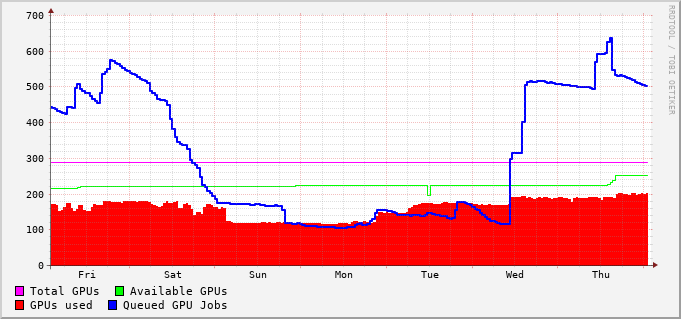 700
600
500
400
300
200
100
0
Fri Sat Sun Mon Tue Wed Thu
Total GPUs Available GPUs
GPUs used Queued GPU Jobs
RRDTOOL / TOBI OETIKER